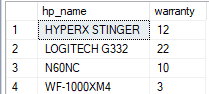 hp_name warranty
1 HYPERX STINGER 12
2 LOGITECH G332 22
3 N60NC 10
4 WF-1000XM4 3